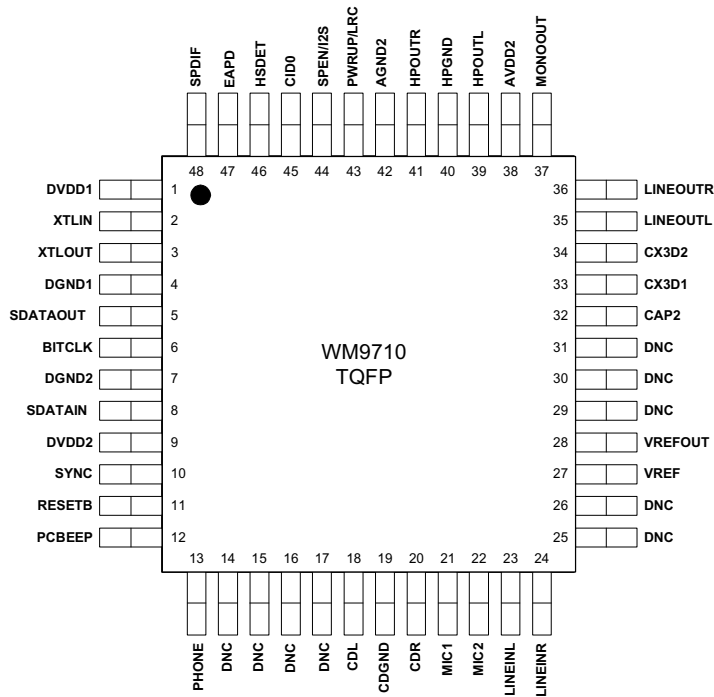 SPDIF
EAPD
HSDET
CID0
SPEN/I2S
PWRUP/LRC
AGND2
HPOUTR
HPGND
HPOUTL
AVDD2
MONOOUT
48 47 46 45 44 43 42 41 40 39 38 37
DVDD1 1 36 LINEOUTR
XTLIN 2 35 LINEOUTL
XTLOUT 3 34 CX3D2
DGND1 4 33 CX3D1
SDATAOUT 5 32 CAP2
BITCLK 6 31 DNC
WM9710
TQFP
DGND2 7 30 DNC
SDATAIN 8 29 DNC
DVDD2 9 28 VREFOUT
SYNC 10 27 VREF
RESETB 11 26 DNC
PCBEEP 12 25 DNC
13 14 15 16 17 18 19 20 21 22 23 24
PHONE
DNC
DNC
DNC
DNC
CDL
CDGND
CDR
MIC1
MIC2
LINEINL
LINEINR